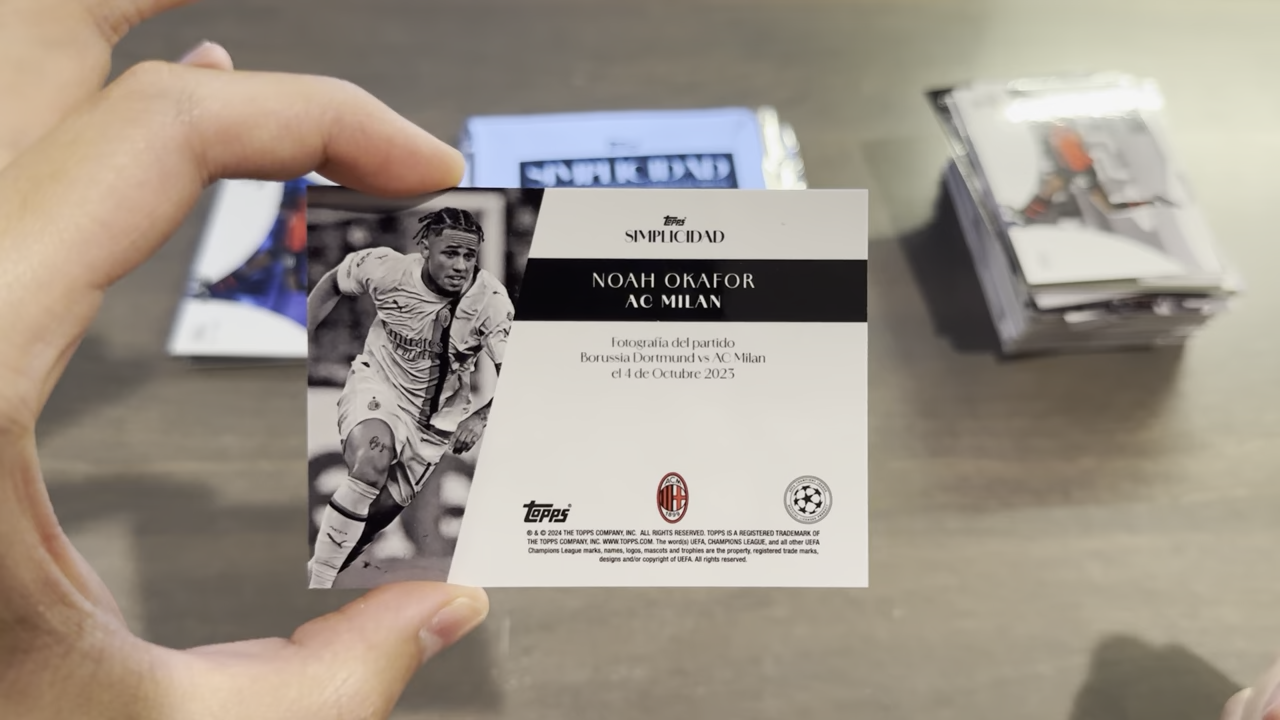 SIMPLICIDAD
Topps
SIMPLICIDAD
NOAH OKAFOR
AC MILAN
Fotografía del partido
Borussia Dortmund vs AC Milan
el 4 de Octubre 2023
Topps
ACM
1899
® & © 2024 THE TOPPS COMPANY, INC. ALL RIGHTS RESERVED. TOPPS IS A REGISTERED TRADEMARK OF
THE TOPPS COMPANY, INC. WWW.TOPPS.COM. The word(s) UEFA, CHAMPIONS LEAGUE, and all other UEFA
Champions League marks, names, logos, mascots and trophies are the property, registered trade marks,
designs and/or copyright of UEFA. All rights reserved.